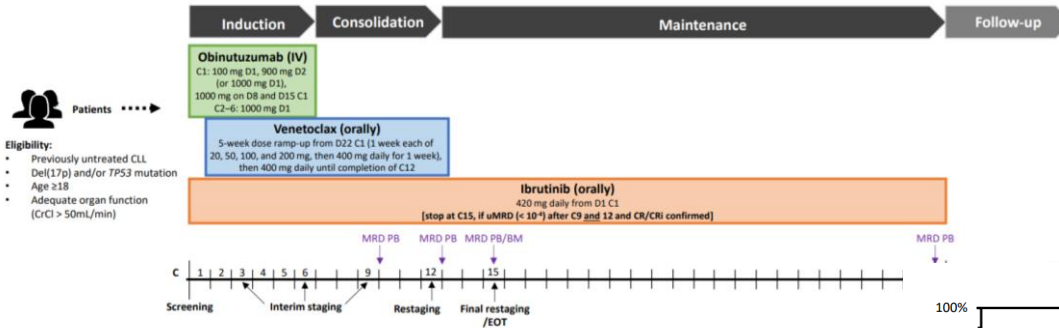 Induction
Consolidation
Maintenance
Follow-up
Obinutuzumab (IV)
C1: 100 mg D1, 900 mg D2
(or 1000 mg D1),
1000 mg on D8 and D15 C1
C2–6: 1000 mg D1
Patients
Eligibility:
• Previously untreated CLL
• Del(17p) and/or TP53 mutation
• Age ≥18
• Adequate organ function
(CrCl > 50mL/min)
Venetoclax (orally)
5-week dose ramp-up from D22 C1 (1 week each of
20, 50, 100, and 200 mg, then 400 mg daily for 1 week),
then 400 mg daily until completion of C12
Ibrutinib (orally)
420 mg daily from D1 C1
[stop at C15, if uMRD (< 10⁻⁴) after C9 and 12 and CR/CRi confirmed]
MRD PB
MRD PB
MRD PB/BM
MRD PB
C 1 2 3 4 5 6 9 12 15
Screening
Interim staging
Restaging
Final restaging
/EOT
100%